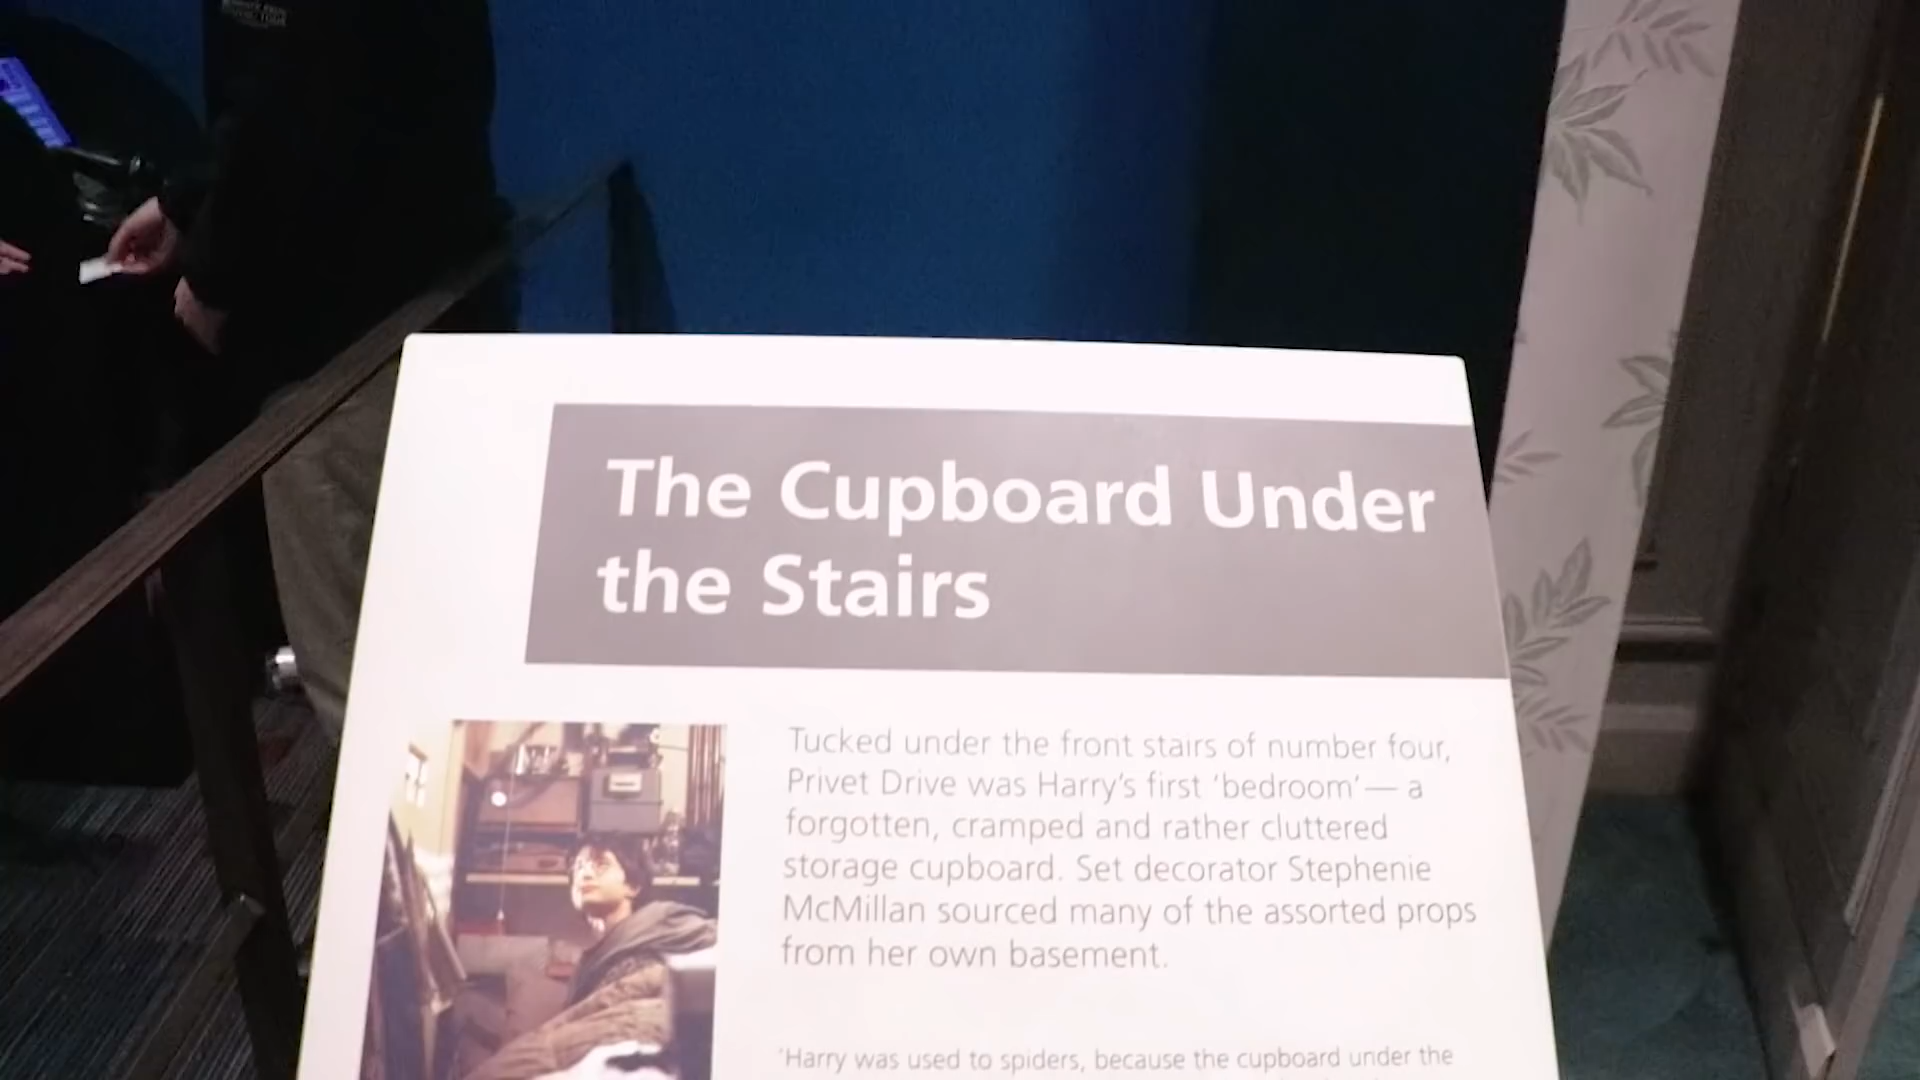 The Cupboard Under
the Stairs
Tucked under the front stairs of number four,
Privet Drive was Harry's first 'bedroom' — a
forgotten, cramped and rather cluttered
storage cupboard. Set decorator Stephenie
McMillan sourced many of the assorted props
from her own basement.
'Harry was used to spiders, because the cupboard under the